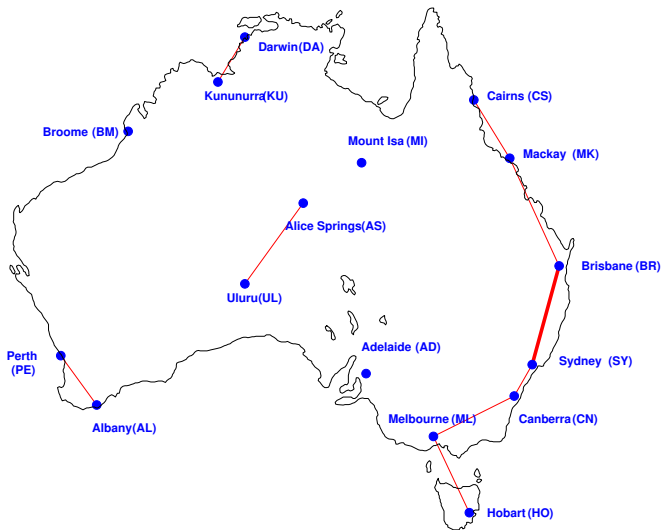 Darwin(DA)
Kununurra(KU)
Cairns (CS)
Broome (BM)
Mount Isa (MI)
Mackay (MK)
Alice Springs(AS)
Brisbane (BR)
Uluru(UL)
Perth
(PE)
Adelaide (AD)
Sydney (SY)
Albany(AL)
Melbourne (ML)
Canberra(CN)
Hobart (HO)